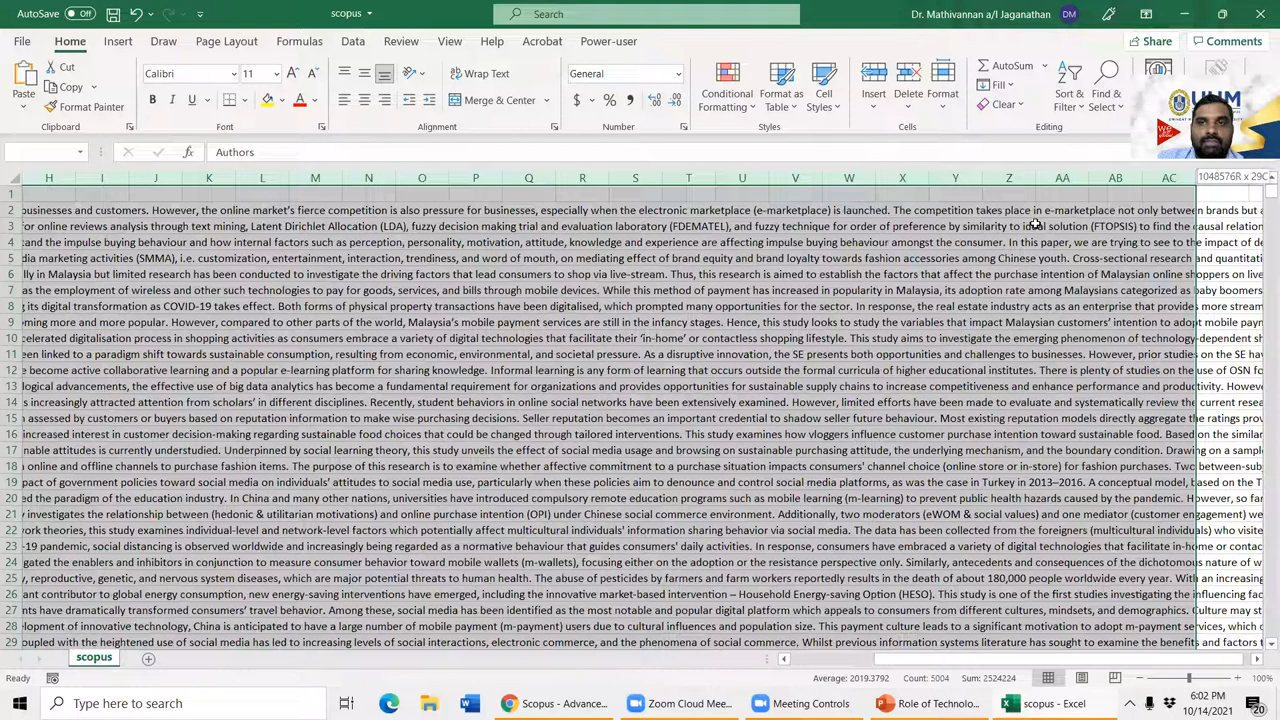 AutoSave Off scopus Search Dr. Mathivannan a/l Jaganathan DM
File Home Insert Draw Page Layout Formulas Data Review View Help Acrobat Power-user Share Comments
Paste Cut Copy Format Painter Calibri 11 Wrap Text Merge & Center General Conditional Formatting Format as Table Cell Styles Insert Delete Format AutoSum Fill Clear Sort & Filter Find & Select
Clipboard Font Alignment Number Styles Cells Editing
Authors
H I J K L M N O P Q R S T U V W X Y Z AA AB AC 1048576R x 29C
1
2 businesses and customers. However, the online market's fierce competition is also pressure for businesses, especially when the electronic marketplace (e-marketplace) is launched. The competition takes place in e-marketplace not only between brands but a
3 for online reviews analysis through text mining, Latent Dirichlet Allocation (LDA), fuzzy decision making trial and evaluation laboratory (FDEMATEL), and fuzzy technique for order of preference by similarity to ideal solution (FTOPSIS) to find the causal relation
4 and the impulse buying behaviour and how internal factors such as perception, personality, motivation, attitude, knowledge and experience are affecting impulse buying behaviour amongst the consumer. In this paper, we are trying to see to the impact of de
5 media marketing activities (SMMA), i.e. customization, entertainment, interaction, trendiness, and word of mouth, on mediating effect of brand equity and brand loyalty towards fashion accessories among Chinese youth. Cross-sectional research and quantita
6 lly in Malaysia but limited research has been conducted to investigate the driving factors that lead consumers to shop via live-stream. Thus, this research is aimed to establish the factors that affect the purchase intention of Malaysian online shoppers on live
7 as the employment of wireless and other such technologies to pay for goods, services, and bills through mobile devices. While this method of payment has increased in popularity in Malaysia, its adoption rate among Malaysians categorized as baby boomers
8 g its digital transformation as COVID-19 takes effect. Both forms of physical property transactions have been digitalised, which prompted many opportunities for the sector. In response, the real estate industry acts as an enterprise that provide more stream
9 ming more and more popular. However, compared to other parts of the world, Malaysia's mobile payment services are still in the infancy stages. Hence, this study looks to study the variables that impact Malaysian customers' intention to adopt mobile paym
10 celerated digitalisation process in shopping activities as consumers embrace a variety of digital technologies that facilitate their 'in-home' or contactless shopping lifestyle. This study aims to investigate the emerging phenomenon of technology-dependent
11 en linked to a paradigm shift towards sustainable consumption, resulting from economic, environmental, and societal pressure. As a disruptive innovation, the SE presents both opportunities and challenges to businesses. However, prior studies on the SE hav
12 e become active collaborative learning and a popular e-learning platform for sharing knowledge. Informal learning is any form of learning that occurs outside the formal curricula of higher educational institutes. There is plenty of studies on the use of OSN fo
13 logical advancements, the effective use of big data analytics has become a fundamental requirement for organizations and provides opportunities for sustainable supply chains to increase competitiveness and enhance performance and productivity. Howev
14 s increasingly attracted attention from scholars' in different disciplines. Recently, student behaviors in online social networks have been extensively examined. However, limited efforts have been made to evaluate and systematically review the current resea
15 n assessed by customers or buyers based on reputation information to make wise purchasing decisions. Seller reputation becomes an important credential to shadow seller future behaviour. Most existing reputation models directly aggregate the ratings prov
16 increased interest in customer decision-making regarding sustainable food choices that could be changed through tailored interventions. This study examines how vloggers influence customer purchase intention toward sustainable food. Based on the similar
17 nable attitudes is currently understudied. Underpinned by social learning theory, this study unveils the effect of social media usage and browsing on sustainable purchasing attitude, the underlying mechanism, and the boundary condition. Drawing on a sampl
18 n online and offline channels to purchase fashion items. The purpose of this research is to examine whether affective commitment to a purchase situation impacts consumers' channel choice (online store or in-store) for fashion purchases. Two between-sub
19 pact of government policies toward social media on individuals' attitudes to social media use, particularly when these policies aim to denounce and control social media platforms, as was the case in Turkey in 2013–2016. A conceptual model, based on the T
20 d the paradigm of the education industry. In China and many other nations, universities have introduced compulsory remote education programs such as mobile learning (m-learning) to prevent public health hazards caused by the pandemic. However, so far
21 y investigates the relationship between (hedonic & utilitarian motivations) and online purchase intention (OPI) under Chinese social commerce environment. Additionally, two moderators (eWOM & social values) and one mediator (customer engagement) we
22 ork theories, this study examines individual-level and network-level factors which potentially affect multicultural individuals' information sharing behavior via social media. The data has been collected from the foreigners (multicultural individuals) who visite
23 -19 pandemic, social distancing is observed worldwide and increasingly being regarded as a normative behaviour that guides consumers' daily activities. In response, consumers have embraced a variety of digital technologies that facilitate in-home or contac
24 gated the enablers and inhibitors in conjunction to measure consumer behavior toward mobile wallets (m-wallets), focusing either on the adoption or the resistance perspective only. Similarly, antecedents and consequences of the dichotomous nature of w
25 y, reproductive, genetic, and nervous system diseases, which are major potential threats to human health. The abuse of pesticides by farmers and farm workers reportedly results in the death of about 180,000 people worldwide every year. With an increasing
26 ant contributor to global energy consumption, new energy-saving interventions have emerged, including the innovative market-based intervention – Household Energy-saving Option (HESO). This study is one of the first studies investigating the influencing fa
27 nts have dramatically transformed consumers' travel behavior. Among these, social media has been identified as the most notable and popular digital platform which appeals to consumers from different cultures, mindsets, and demographics. Culture may st
28 elopment of innovative technology, China is anticipated to have a large number of mobile payment (m-payment) users due to cultural influences and population size. This payment culture leads to a significant motivation to adopt m-payment services, which
29 oupled with the heightened use of social media has led to increasing levels of social interactions, electronic commerce, and the phenomena of social commerce. Whilst previous information systems literature has sought to examine the benefits and factors t
scopus
Ready Average: 2019.3792 Count: 5004 Sum: 2524224 100%
Type here to search Scopus - Advance... Zoom Cloud Mee... Meeting Controls Role of Technolo... scopus - Excel 6:02 PM
10/14/2021 20